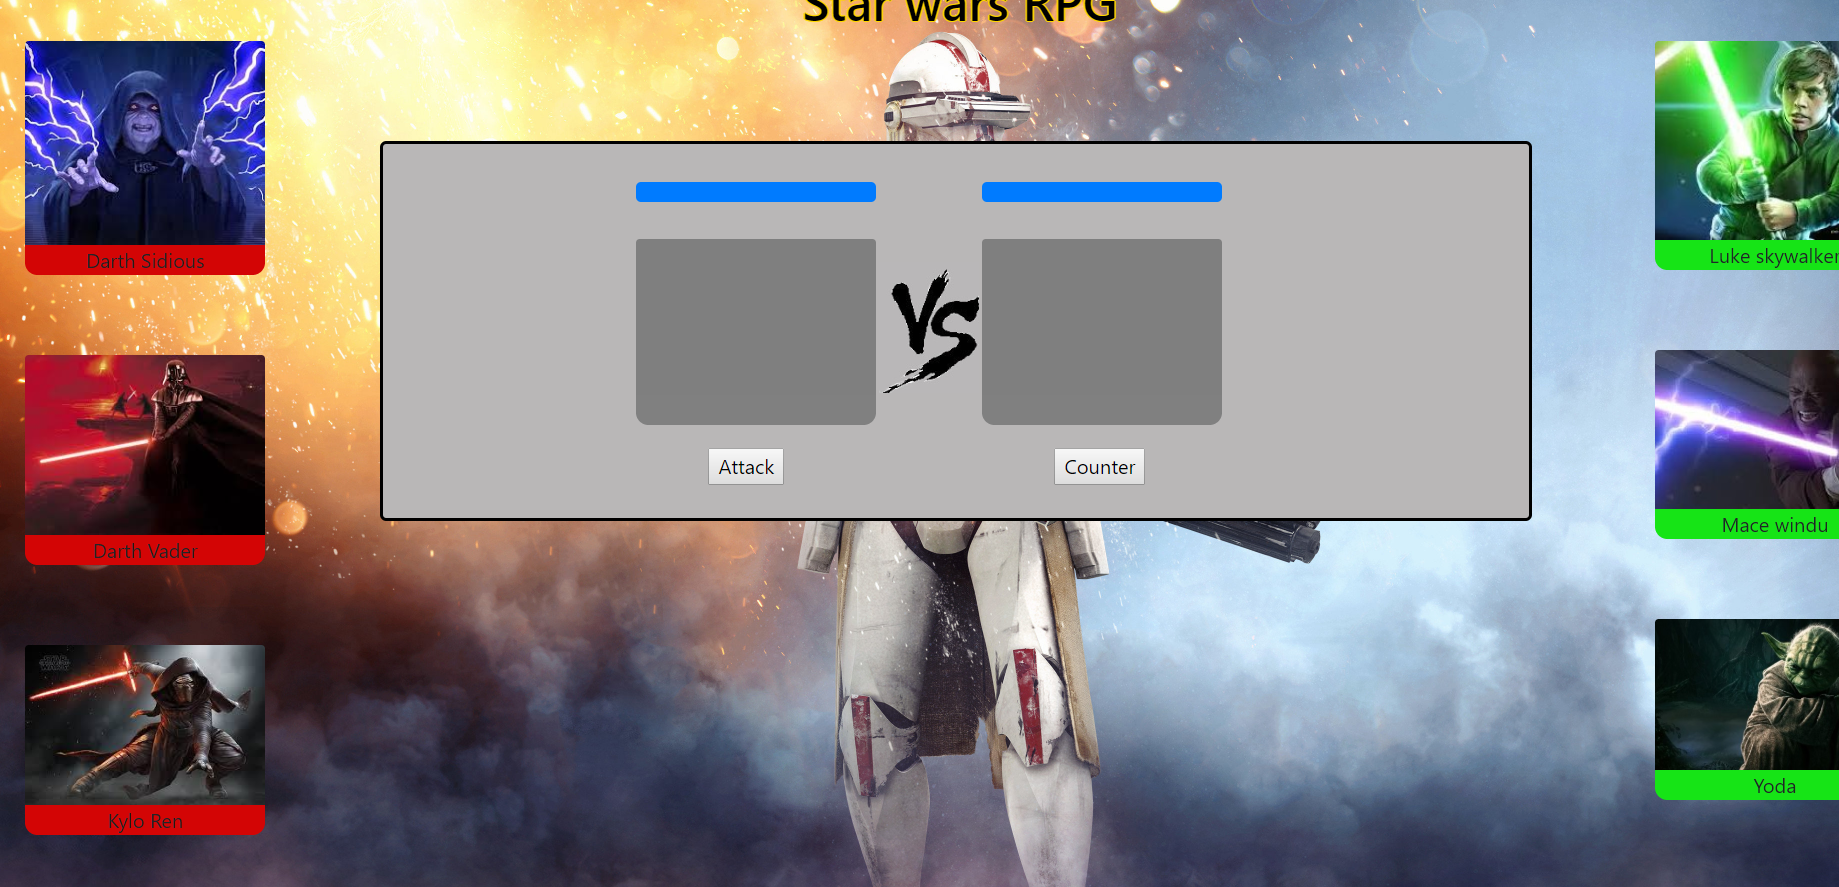 Star wars RPG
Darth Sidious
Darth Vader
Kylo Ren
VS
Attack
Counter
Luke skywalker
Mace windu
Yoda